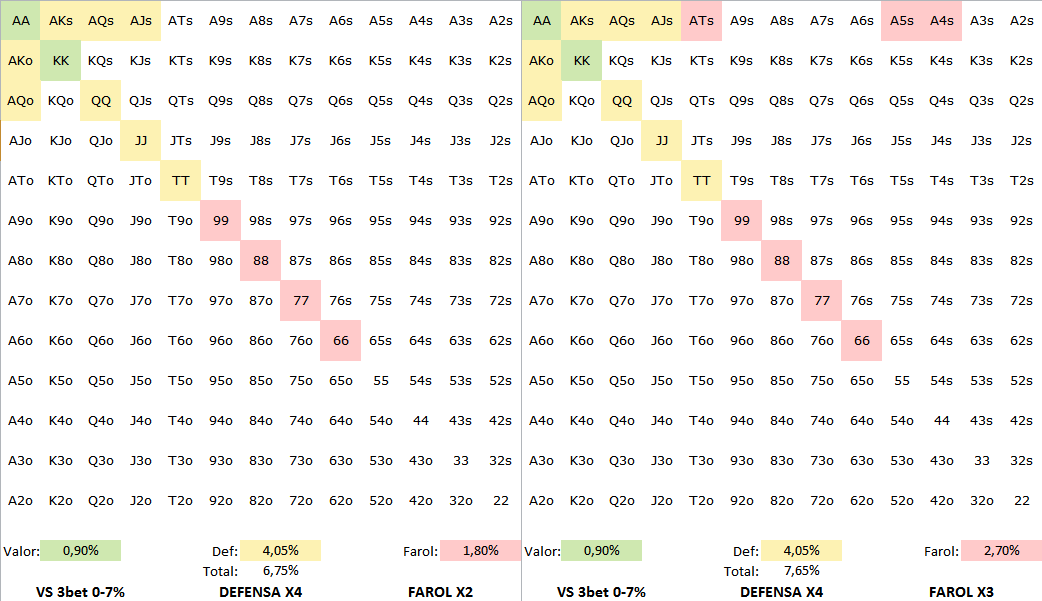 AA AKs AQs AJs ATs A9s A8s A7s A6s A5s A4s A3s A2s AA AKs AQs AJs ATs A9s A8s A7s A6s A5s A4s A3s A2s
AKo KK KQs KJs KTs K9s K8s K7s K6s K5s K4s K3s K2s AKo KK KQs KJs KTs K9s K8s K7s K6s K5s K4s K3s K2s
AQo KQo QQ QJs QTs Q9s Q8s Q7s Q6s Q5s Q4s Q3s Q2s AQo KQo QQ QJs QTs Q9s Q8s Q7s Q6s Q5s Q4s Q3s Q2s
AJo KJo QJo JJ JTs J9s J8s J7s J6s J5s J4s J3s J2s AJo KJo QJo JJ JTs J9s J8s J7s J6s J5s J4s J3s J2s
ATo KTo QTo JTo TT T9s T8s T7s T6s T5s T4s T3s T2s ATo KTo QTo JTo TT T9s T8s T7s T6s T5s T4s T3s T2s
A9o K9o Q9o J9o T9o 99 98s 97s 96s 95s 94s 93s 92s A9o K9o Q9o J9o T9o 99 98s 97s 96s 95s 94s 93s 92s
A8o K8o Q8o J8o T8o 98o 88 87s 86s 85s 84s 83s 82s A8o K8o Q8o J8o T8o 98o 88 87s 86s 85s 84s 83s 82s
A7o K7o Q7o J7o T7o 97o 87o 77 76s 75s 74s 73s 72s A7o K7o Q7o J7o T7o 97o 87o 77 76s 75s 74s 73s 72s
A6o K6o Q6o J6o T6o 96o 86o 76o 66 65s 64s 63s 62s A6o K6o Q6o J6o T6o 96o 86o 76o 66 65s 64s 63s 62s
A5o K5o Q5o J5o T5o 95o 85o 75o 65o 55 54s 53s 52s A5o K5o Q5o J5o T5o 95o 85o 75o 65o 55 54s 53s 52s
A4o K4o Q4o J4o T4o 94o 84o 74o 64o 54o 44 43s 42s A4o K4o Q4o J4o T4o 94o 84o 74o 64o 54o 44 43s 42s
A3o K3o Q3o J3o T3o 93o 83o 73o 63o 53o 43o 33 32s A3o K3o Q3o J3o T3o 93o 83o 73o 63o 53o 43o 33 32s
A2o K2o Q2o J2o T2o 92o 82o 72o 62o 52o 42o 32o 22 A2o K2o Q2o J2o T2o 92o 82o 72o 62o 52o 42o 32o 22
Valor: 0,90% Def: 4,05% Farol: 1,80% Valor: 0,90% Def: 4,05% Farol: 2,70%
Total: 6,75% Total: 7,65%
VS 3bet 0-7% DEFENSA X4 FAROL X2 VS 3bet 0-7% DEFENSA X4 FAROL X3